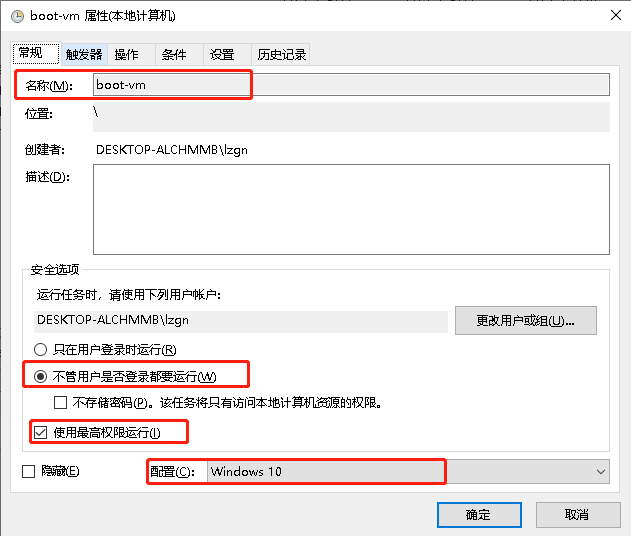 boot-vm 属性(本地计算机)
常规 触发器 操作 条件 设置 历史记录
名称(M): boot-vm
位置: \
创建者: DESKTOP-ALCHMMB\lzgn
描述(D):
安全选项
运行任务时，请使用下列用户帐户:
DESKTOP-ALCHMMB\lzgn 更改用户或组(U)...
只在用户登录时运行(R)
不管用户是否登录都要运行(W)
不存储密码(P)。该任务将只有访问本地计算机资源的权限。
使用最高权限运行(I)
隐藏(E) 配置(C): Windows 10
确定 取消